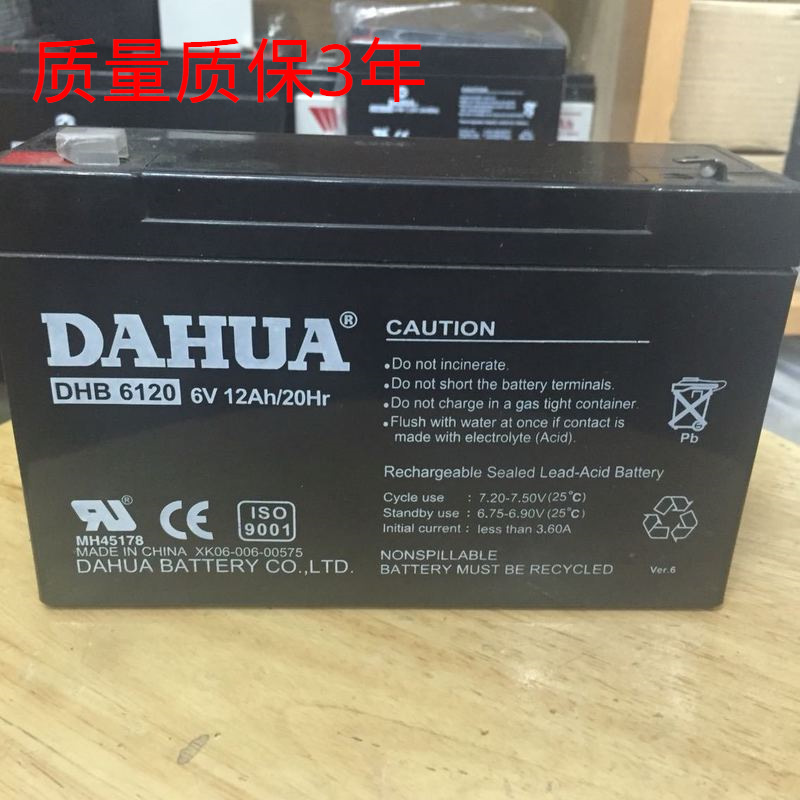 质量质保3年
DAHUA®
DHB 6120 6V 12Ah/20Hr
CAUTION
•Do not incinerate.
•Do not short the battery terminals.
•Do not charge in a gas tight container.
•Flush with water at once if contact is
made with electrolyte (Acid).
Pb
Rechargeable Sealed Lead-Acid Battery
Cycle use : 7.20-7.50V(25°C)
Standby use : 6.75-6.90V(25°C)
Initial current : less than 3.60A
NONSPILLABLE
BATTERY MUST BE RECYCLED
Ver.6
MH45178
CE
ISO
9001
MADE IN CHINA XK06-006-00575
DAHUA BATTERY CO.,LTD.